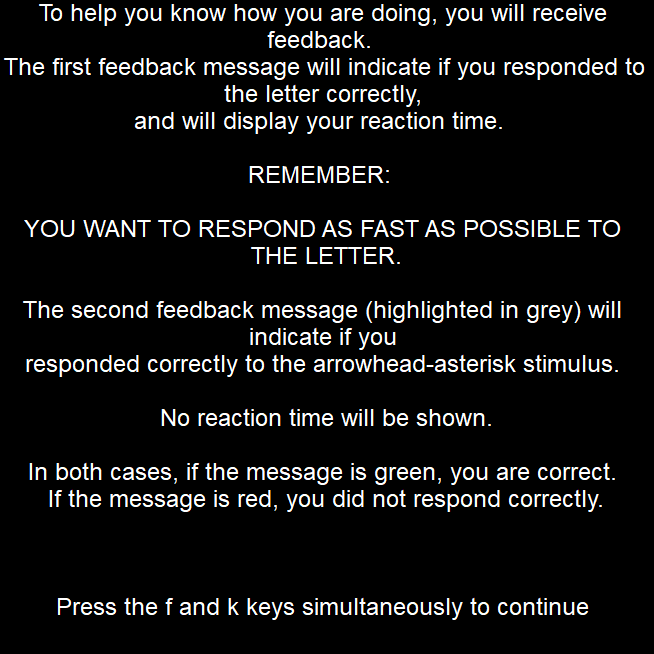 To help you know how you are doing, you will receive
feedback.
The first feedback message will indicate if you responded to
the letter correctly,
and will display your reaction time.
REMEMBER:
YOU WANT TO RESPOND AS FAST AS POSSIBLE TO
THE LETTER.
The second feedback message (highlighted in grey) will
indicate if you
responded correctly to the arrowhead-asterisk stimulus.
No reaction time will be shown.
In both cases, if the message is green, you are correct.
If the message is red, you did not respond correctly.
Press the f and k keys simultaneously to continue